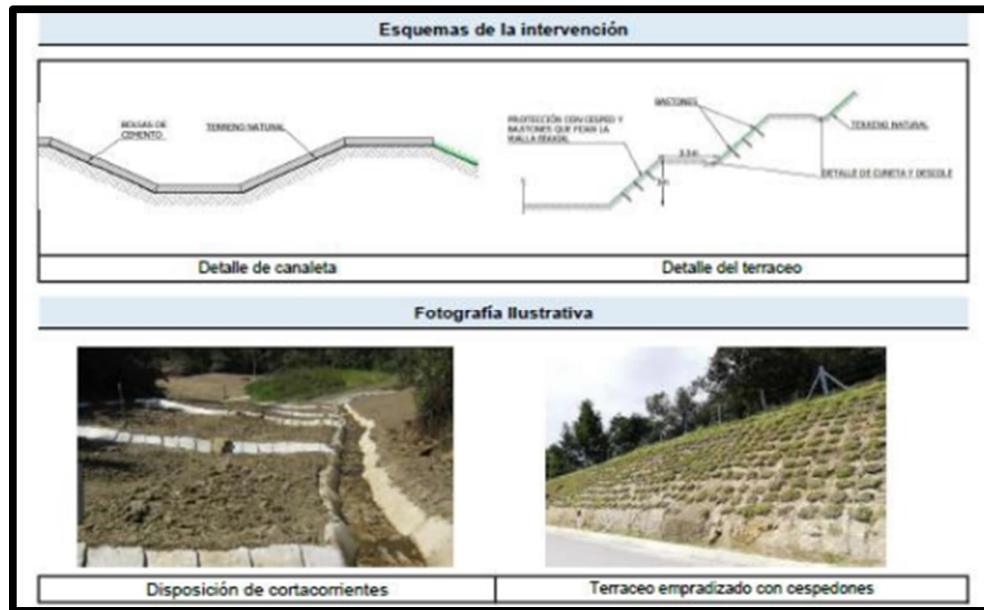 Esquemas de la intervención
BOLSAS DE
CEMENTO
TERRENO NATURAL
BASTONES
PROTECCIÓN CON CESPED Y
BASTONES QUE FIJAN LA
MALLA BIAXIAL
TERRENO NATURAL
DETALLE DE CUNETA Y DESCOLE
Detalle de canaleta
Detalle del terraceo
Fotografía Ilustrativa
Disposición de cortacorrientes
Terraceo empradizado con cespedones